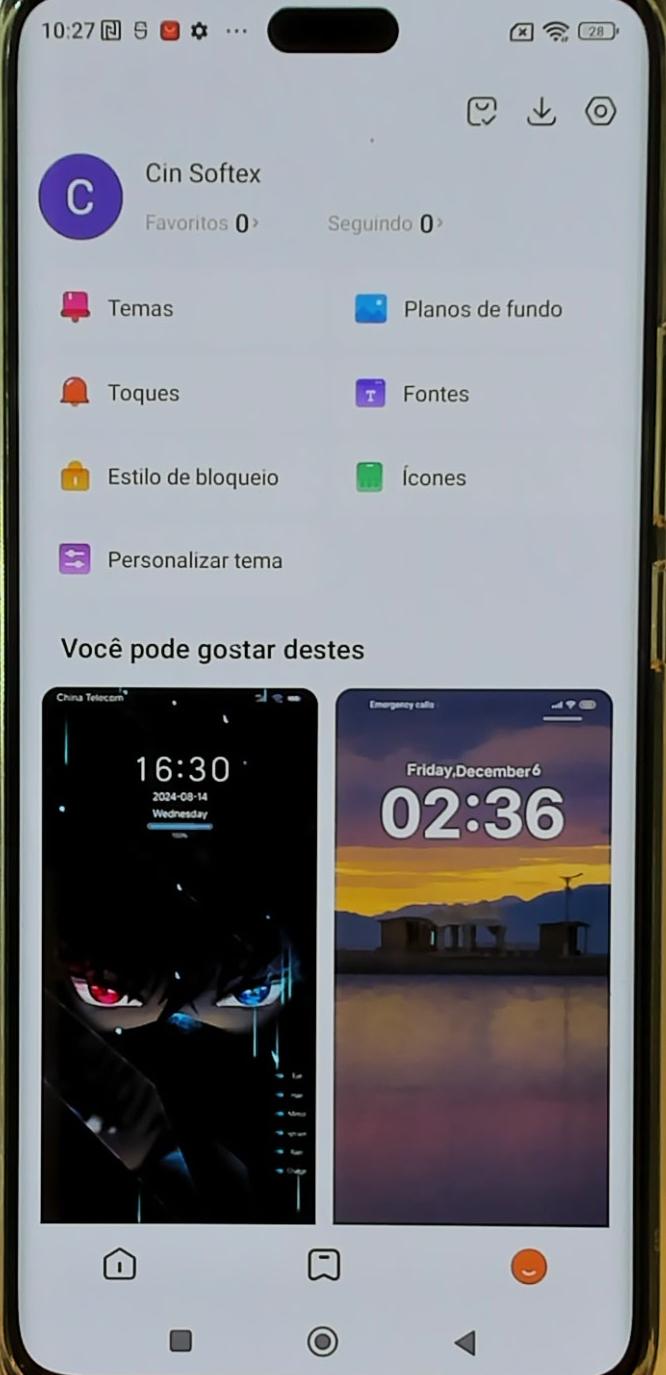 10:27
28
C
Cin Softex
Favoritos 0
Seguindo 0
Temas
Planos de fundo
Toques
Fontes
Estilo de bloqueio
Ícones
Personalizar tema
Você pode gostar destes
China Telecom
16:30
2024-08-14
Wednesday
Emergency calls
Friday,December6
02:36